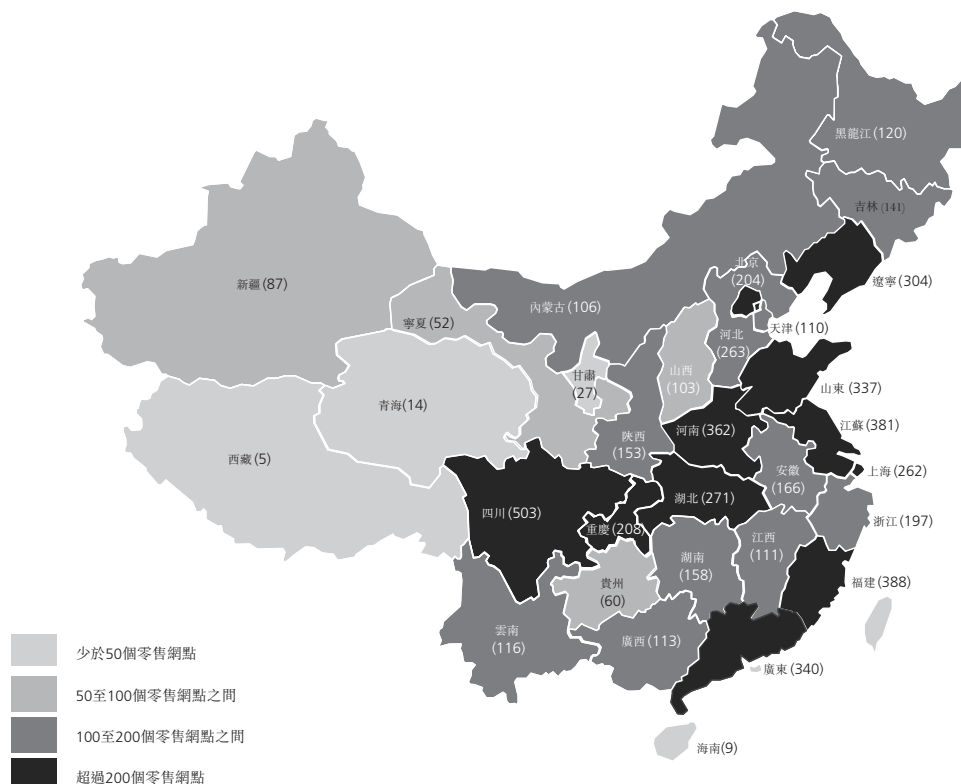 黑龍江 (120)
吉林 (141)
北京
(204)
遼寧 (304)
新疆 (87)
內蒙古 (106)
寧夏 (52)
天津 (110)
河北
(263)
甘肅
(27)
山西
(103)
山東 (337)
青海(14)
江蘇 (381)
河南 (362)
陝西
(153)
西藏 (5)
安徽
(166)
上海 (262)
湖北 (271)
四川 (503)
浙江 (197)
重慶 (208)
江西
(111)
湖南
(158)
福建 (388)
貴州
(60)
雲南
(116)
廣西 (113)
廣東 (340)
海南(9)
少於50個零售網點
50至100個零售網點之間
100至200個零售網點之間
超過200個零售網點